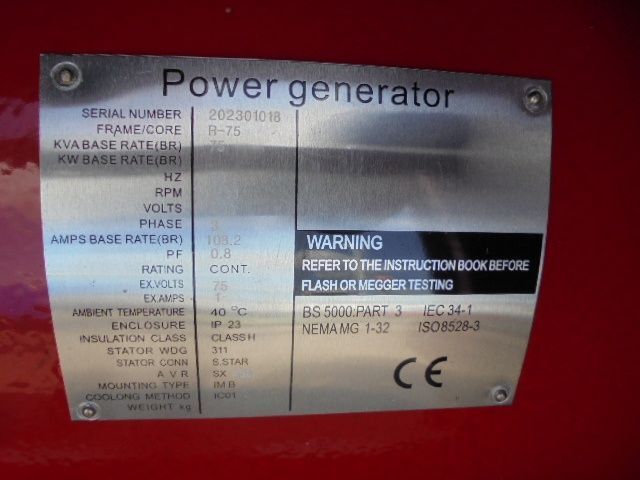 Power generator
SERIAL NUMBER 202301018
FRAME/CORE R-75
KVA BASE RATE(BR) 75
KW BASE RATE(BR)
HZ
RPM
VOLTS
PHASE 3
AMPS BASE RATE(BR) 108.2
PF 0.8
RATING CONT.
EX.VOLTS 75
EX.AMPS 1
AMBIENT TEMPERATURE 40 °C
ENCLOSURE IP 23
INSULATION CLASS CLASS H
STATOR WDG 311
STATOR CONN S.STAR
A V R SX
MOUNTING TYPE IM B
COOLONG METHOD IC01
WEIGHT kg
WARNING
REFER TO THE INSTRUCTION BOOK BEFORE
FLASH OR MEGGER TESTING
BS 5000:PART 3 IEC 34-1
NEMA MG 1-32 ISO8528-3
CE